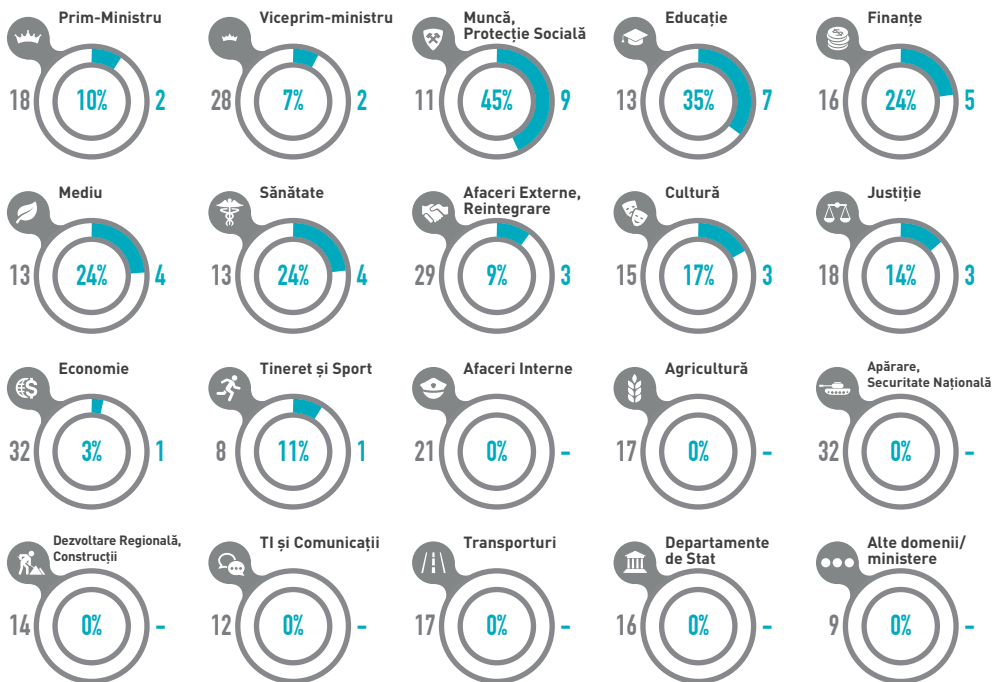 Prim-Ministru
18 10% 2
Viceprim-ministru
28 7% 2
Muncă,
Protecție Socială
11 45% 9
Educație
13 35% 7
Finanțe
16 24% 5
Mediu
13 24% 4
Sănătate
13 24% 4
Afaceri Externe,
Reintegrare
29 9% 3
Cultură
15 17% 3
Justiție
18 14% 3
Economie
32 3% 1
Tineret și Sport
8 11% 1
Afaceri Interne
21 0% -
Agricultură
17 0% -
Apărare,
Securitate Națională
32 0% -
Dezvoltare Regională,
Construcții
14 0% -
TI și Comunicații
12 0% -
Transporturi
17 0% -
Departamente
de Stat
16 0% -
Alte domenii/
ministere
9 0% -